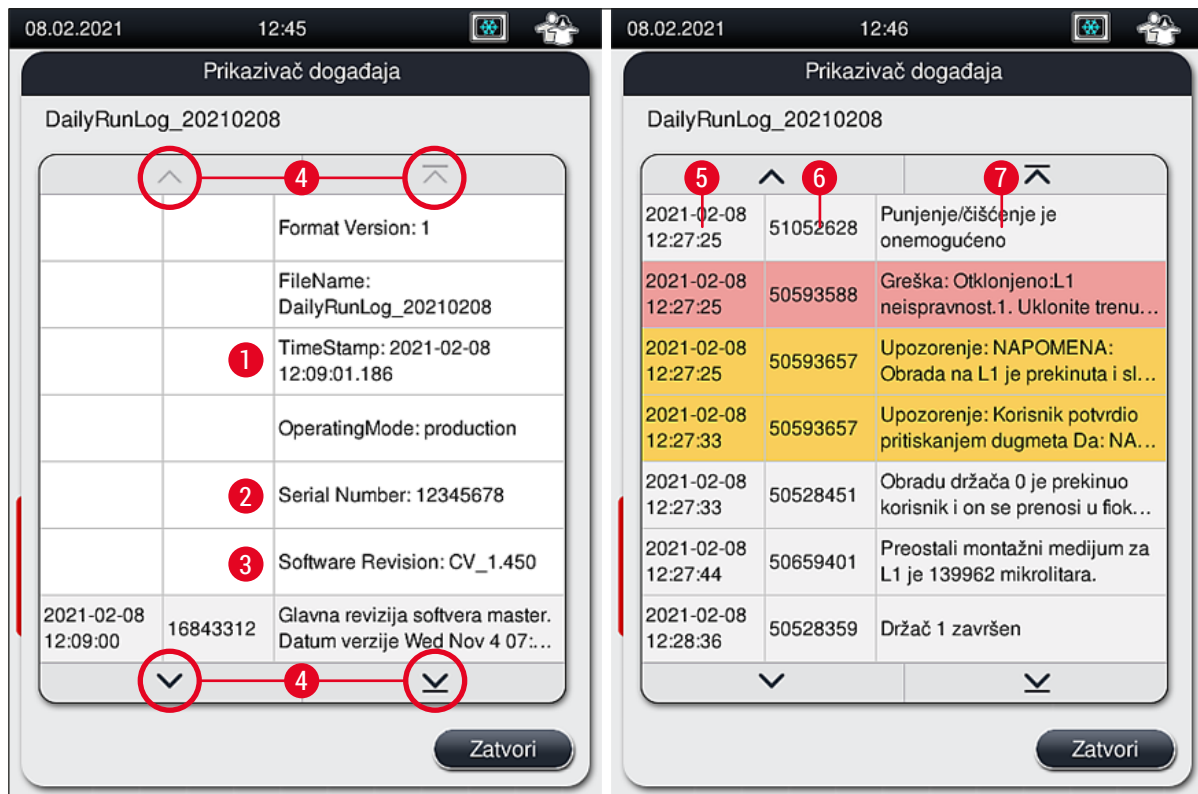 08.02.2021 12:45
Prikazivač događaja
DailyRunLog_20210208
4
Format Version: 1
FileName:
DailyRunLog_20210208
1
TimeStamp: 2021-02-08
12:09:01.186
OperatingMode: production
2
Serial Number: 12345678
3
Software Revision: CV_1.450
2021-02-08
12:09:00
16843312
Glavna revizija softvera master.
Datum verzije Wed Nov 4 07:...
4
Zatvori
08.02.2021 12:46
Prikazivač događaja
DailyRunLog_20210208
5 6 7
2021-02-08
12:27:25
51052628
Punjenje/čišćenje je
onemogućeno
2021-02-08
12:27:25
50593588
Greška: Otklonjeno:L1
neispravnost.1. Uklonite trenu...
2021-02-08
12:27:25
50593657
Upozorenje: NAPOMENA:
Obrada na L1 je prekinuta i sl...
2021-02-08
12:27:33
50593657
Upozorenje: Korisnik potvrdio
pritiskanjem dugmeta Da: NA...
2021-02-08
12:27:33
50528451
Obradu držača 0 je prekinuo
korisnik i on se prenosi u fiok...
2021-02-08
12:27:44
50659401
Preostali montažni medijum za
L1 je 139962 mikrolitara.
2021-02-08
12:28:36
50528359
Držač 1 završen
Zatvori